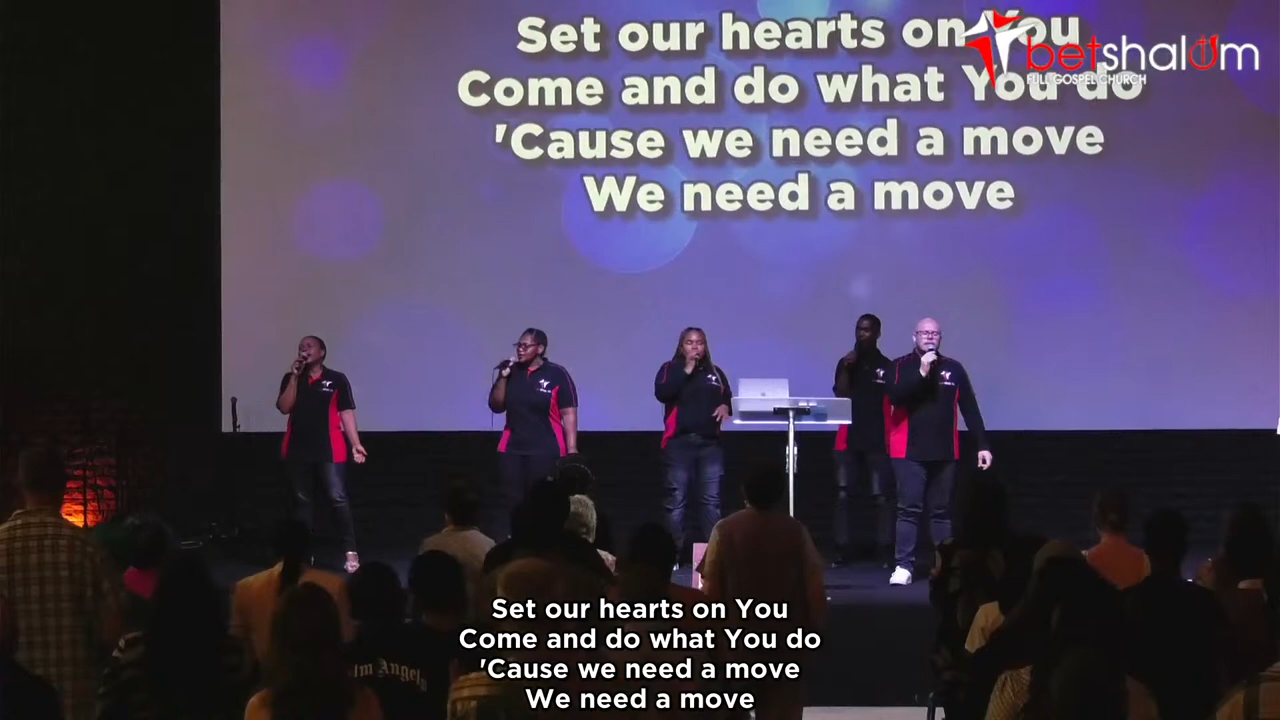 Set our hearts on You
Come and do what You do
'Cause we need a move
We need a move
betshalom
FULL GOSPEL CHURCH
lm Angels
Set our hearts on You
Come and do what You do
'Cause we need a move
We need a move